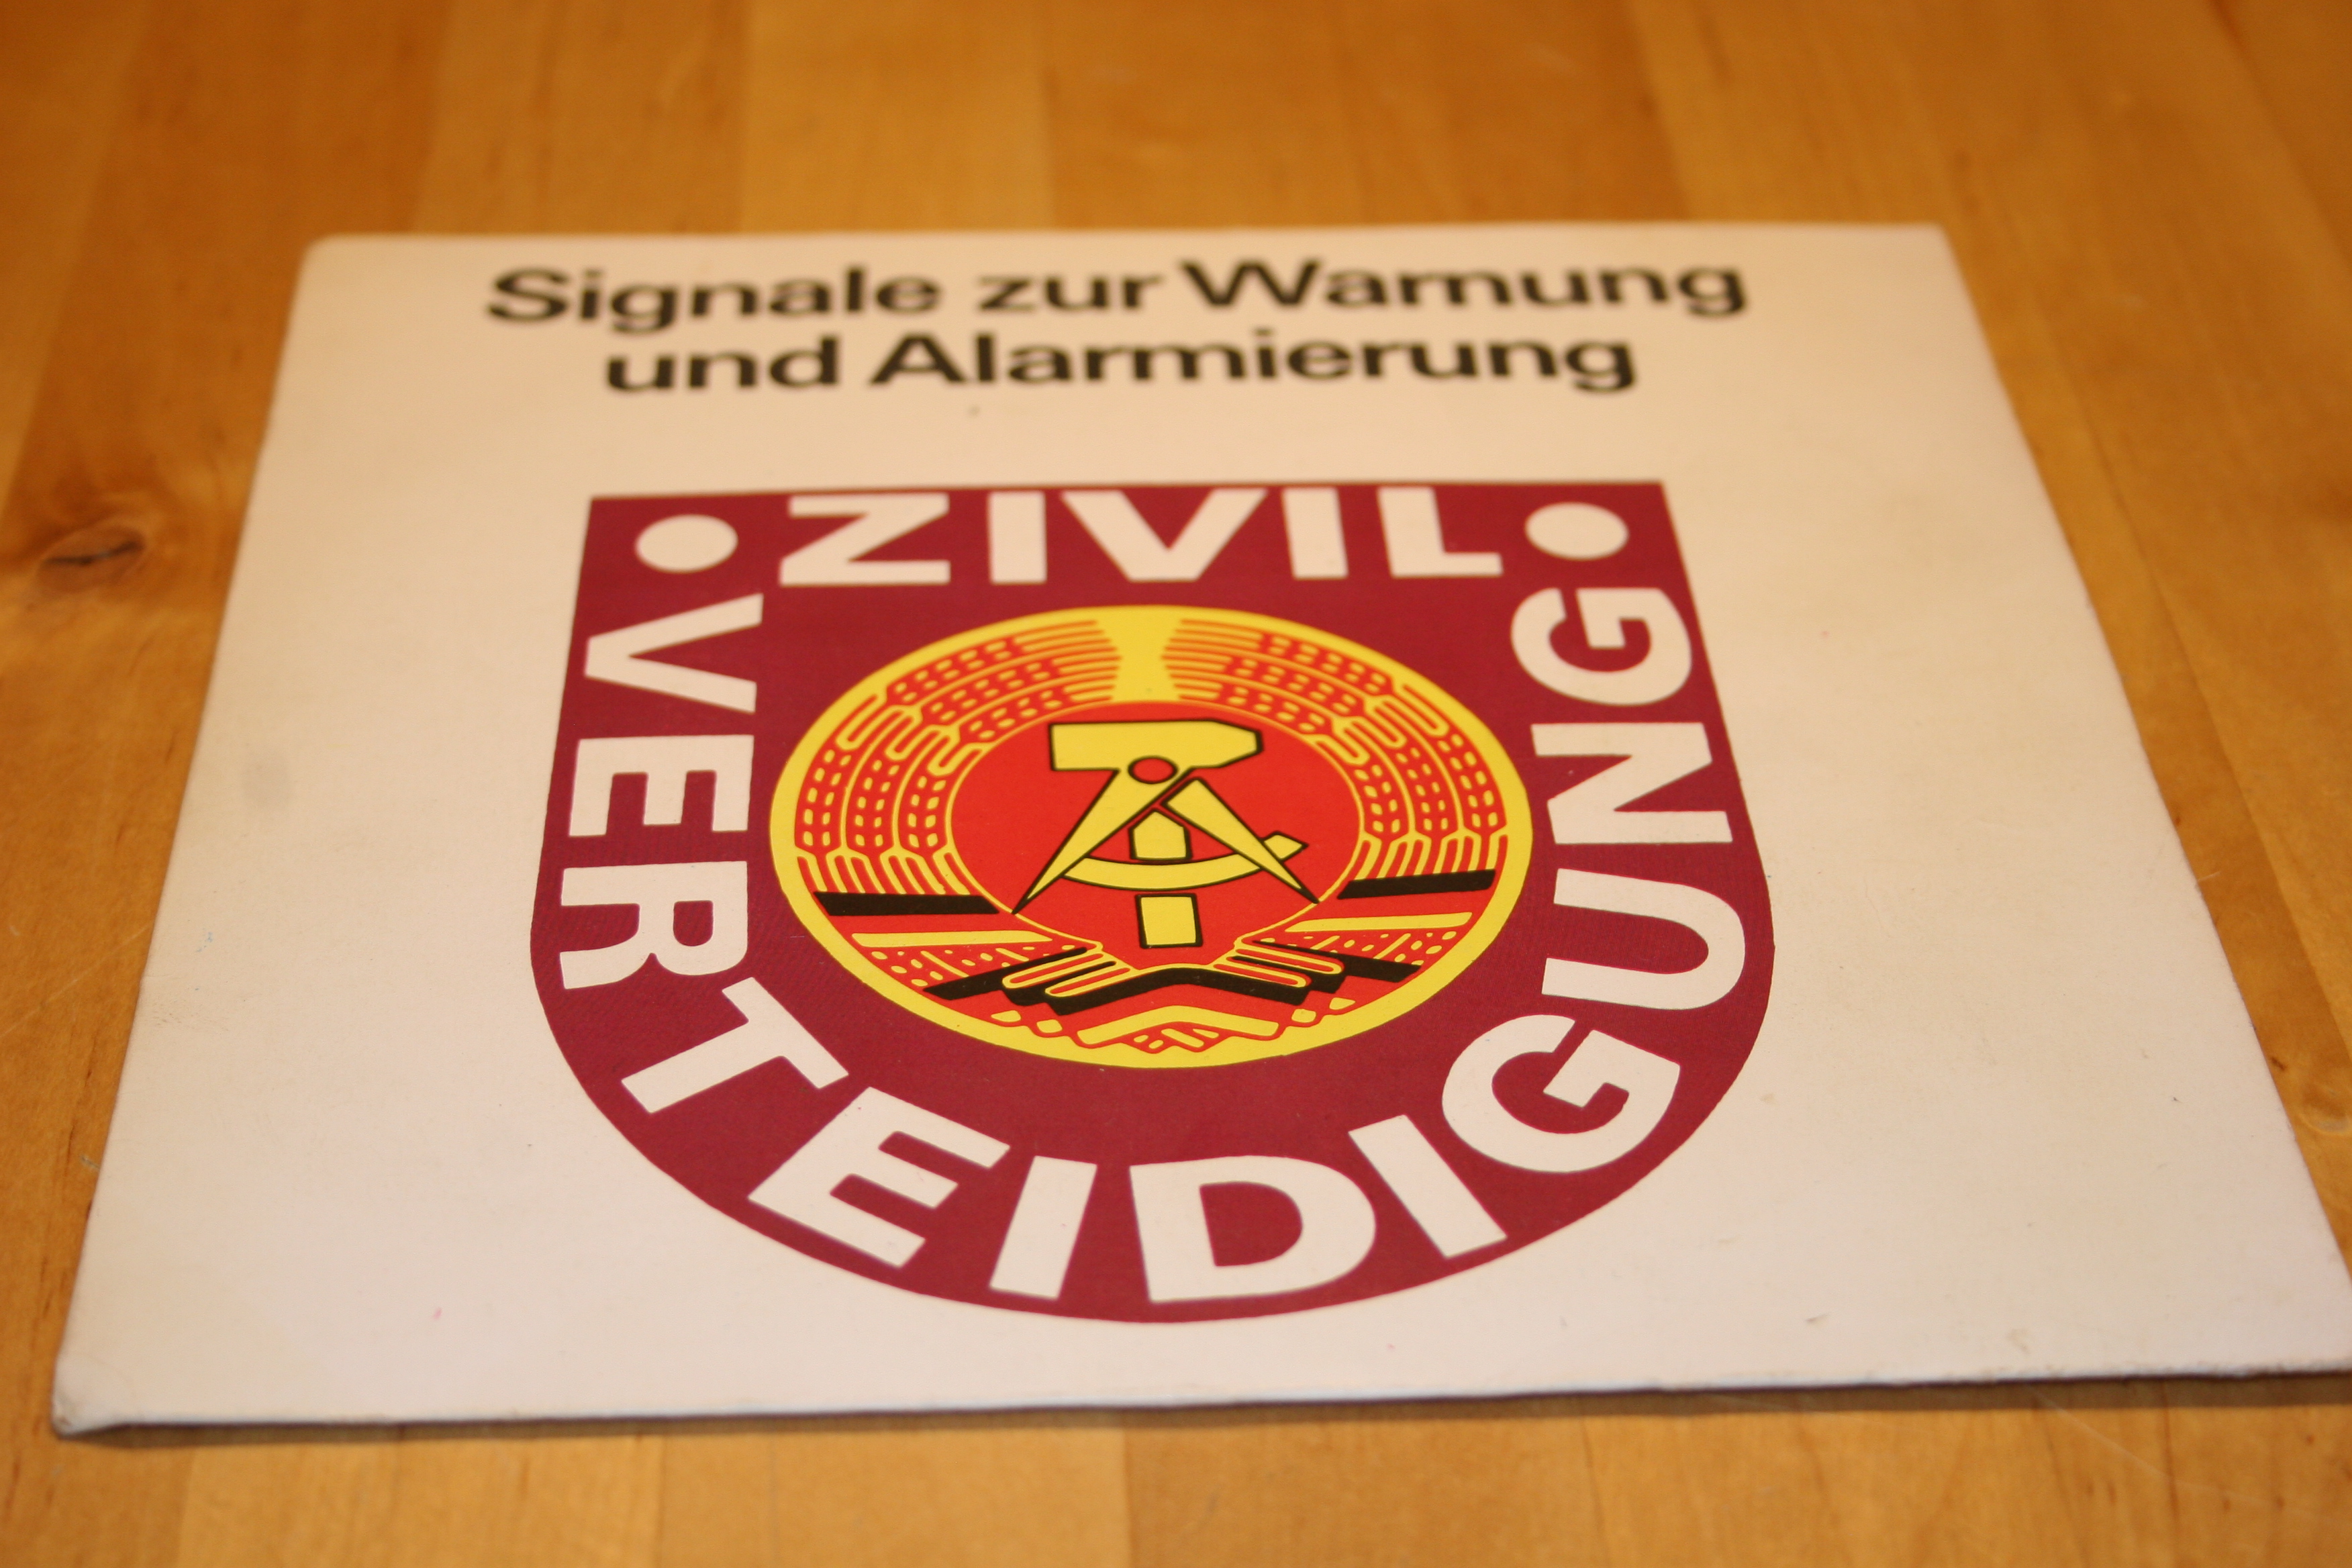 Signale zur Warnung
und Alarmierung
• ZIVIL •
VERTEIDIGUNG